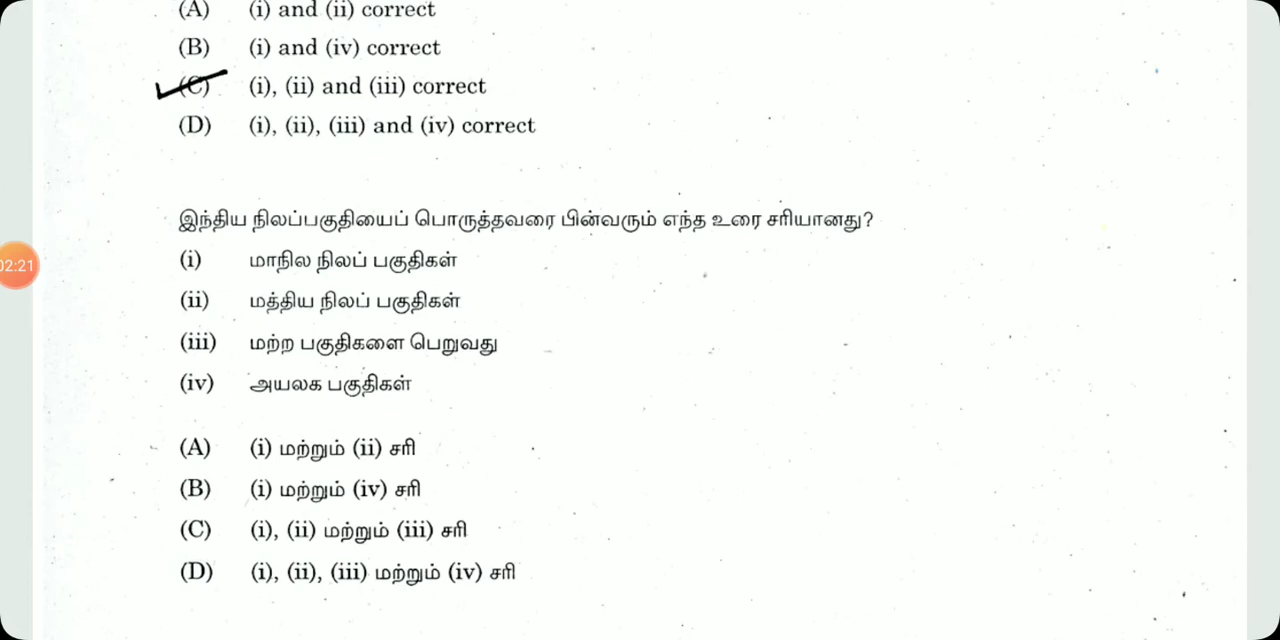 (A) (i) and (ii) correct
(B) (i) and (iv) correct
(C) (i), (ii) and (iii) correct
(D) (i), (ii), (iii) and (iv) correct
இந்திய நிலப்பகுதியைப் பொருத்தவரை பின்வரும் எந்த உரை சரியானது?
(i) மாநில நிலப் பகுதிகள்
(ii) மத்திய நிலப் பகுதிகள்
(iii) மற்ற பகுதிகளை பெறுவது
(iv) அயலக பகுதிகள்
02:21
(A) (i) மற்றும் (ii) சரி
(B) (i) மற்றும் (iv) சரி
(C) (i), (ii) மற்றும் (iii) சரி
(D) (i), (ii), (iii) மற்றும் (iv) சரி